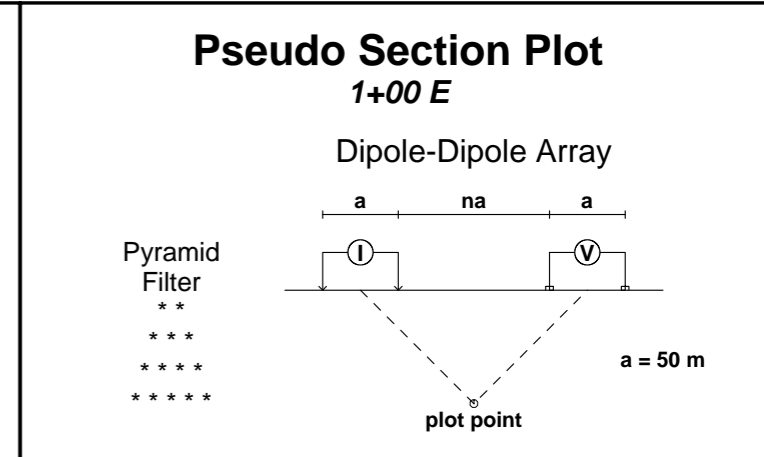 Pseudo Section Plot
1+00 E
Dipole-Dipole Array
a na a
I V
Pyramid
Filter
* *
* * *
* * * *
* * * * *
a = 50 m
plot point